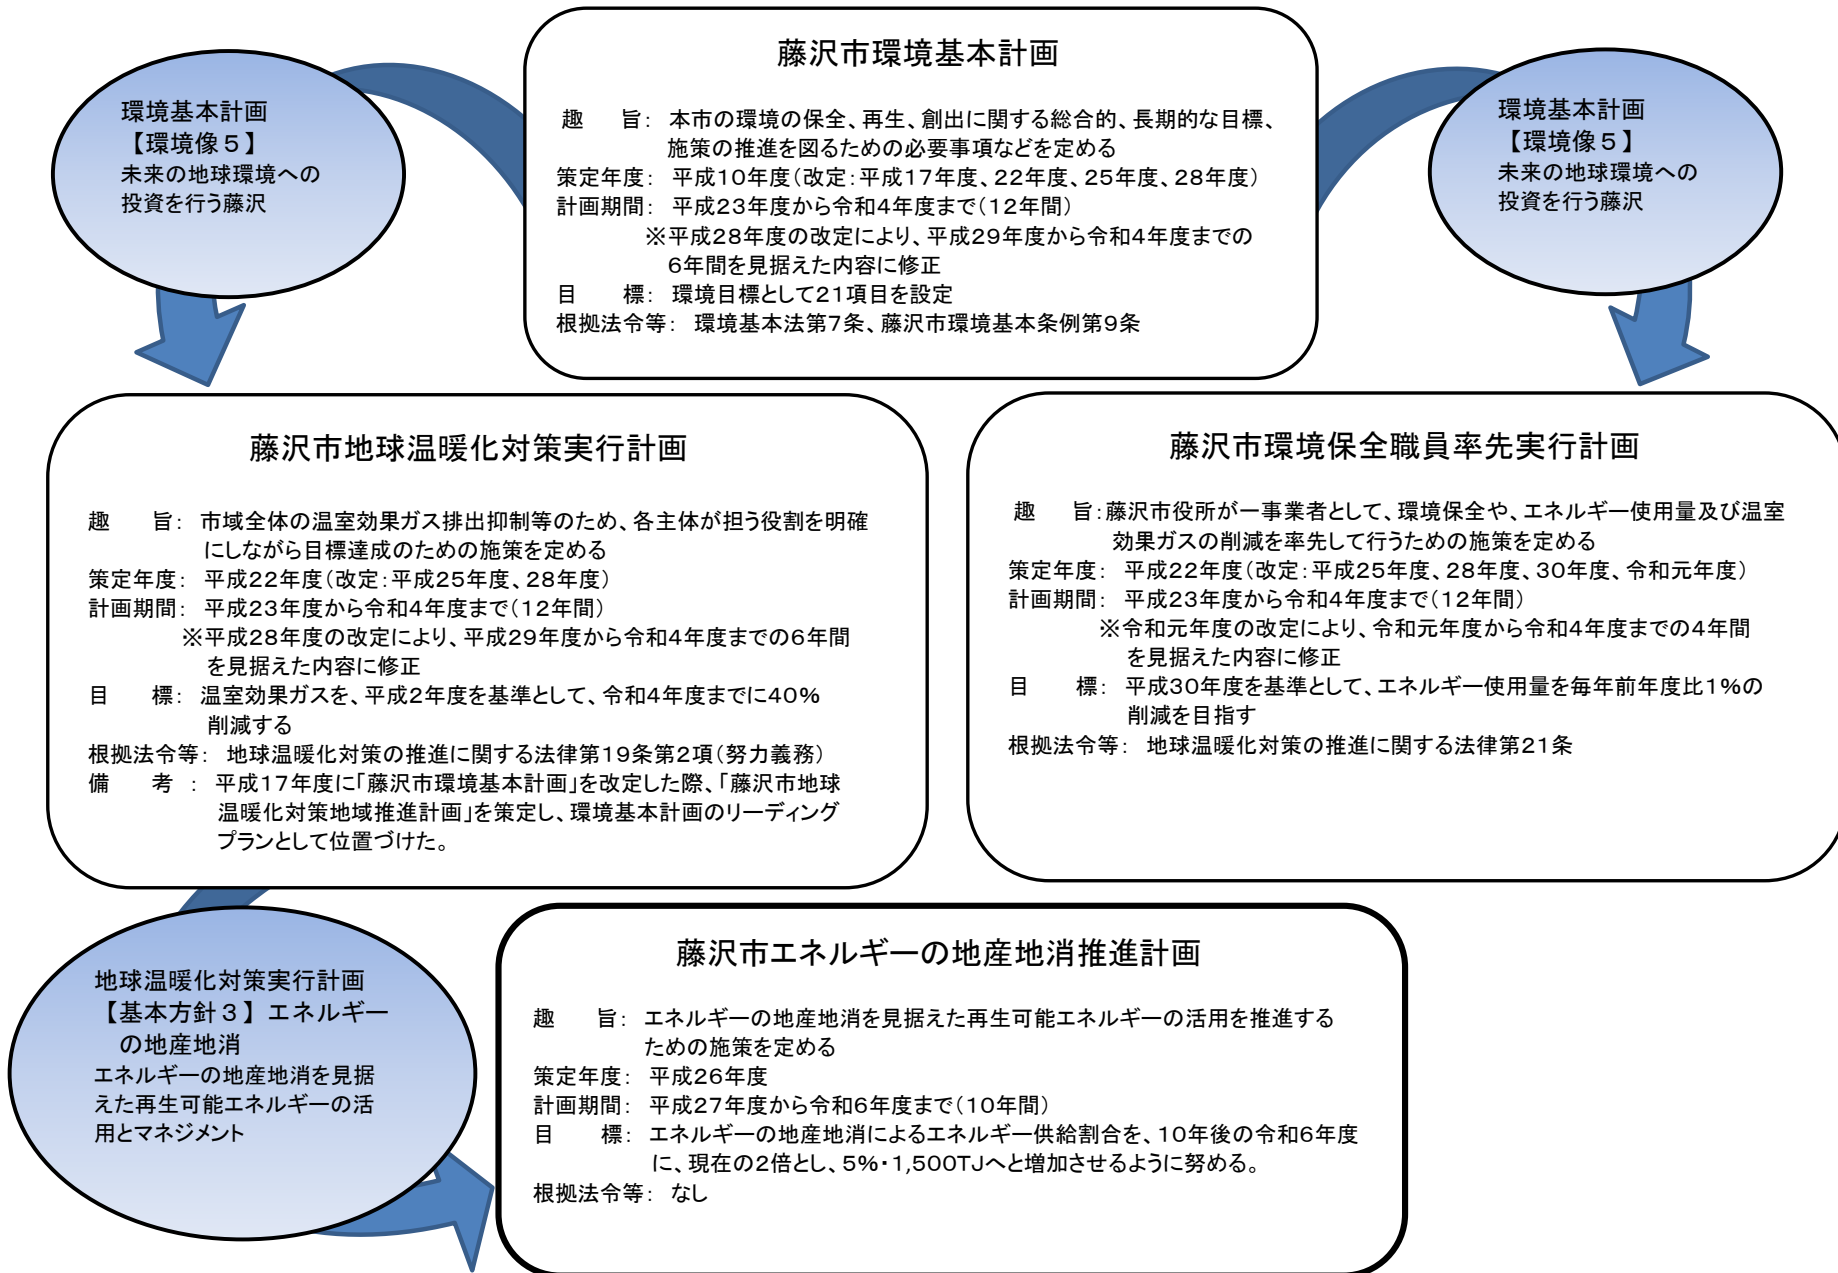 藤沢市環境基本計画
趣　旨： 本市の環境の保全、再生、創出に関する総合的、長期的な目標、
施策の推進を図るための必要事項などを定める
策定年度： 平成１０年度（改定：平成１７年度、２２年度、２５年度、２８年度）
計画期間： 平成２３年度から令和４年度まで（１２年間）
※平成２８年度の改定により、平成２９年度から令和４年度までの
６年間を見据えた内容に修正
目　標： 環境目標として２１項目を設定
根拠法令等： 環境基本法第７条、藤沢市環境基本条例第９条
環境基本計画
【環境像５】
未来の地球環境への
投資を行う藤沢
環境基本計画
【環境像５】
未来の地球環境への
投資を行う藤沢
藤沢市地球温暖化対策実行計画
趣　旨： 市域全体の温室効果ガス排出抑制等のため、各主体が担う役割を明確
にしながら目標達成のための施策を定める
策定年度： 平成２２年度（改定：平成２５年度、２８年度）
計画期間： 平成２３年度から令和４年度まで（１２年間）
※平成２８年度の改定により、平成２９年度から令和４年度までの６年間
を見据えた内容に修正
目　標： 温室効果ガスを、平成２年度を基準として、令和４年度までに４０％
削減する
根拠法令等： 地球温暖化対策の推進に関する法律第１９条第２項（努力義務）
備　考 ： 平成１７年度に「藤沢市環境基本計画」を改定した際、「藤沢市地球
温暖化対策地域推進計画」を策定し、環境基本計画のリーディング
プランとして位置づけた。
藤沢市環境保全職員率先実行計画
趣　旨：藤沢市役所が一事業者として、環境保全や、エネルギー使用量及び温室
効果ガスの削減を率先して行うための施策を定める
策定年度： 平成２２年度（改定：平成２５年度、２８年度、３０年度、令和元年度）
計画期間： 平成２３年度から令和４年度まで（１２年間）
※令和元年度の改定により、令和元年度から令和４年度までの４年間
を見据えた内容に修正
目　標： 平成３０年度を基準として、エネルギー使用量を毎年前年度比１％の
削減を目指す
根拠法令等： 地球温暖化対策の推進に関する法律第２１条
地球温暖化対策実行計画
【基本方針３】エネルギー
の地産地消
エネルギーの地産地消を見据
えた再生可能エネルギーの活
用とマネジメント
藤沢市エネルギーの地産地消推進計画
趣　旨： エネルギーの地産地消を見据えた再生可能エネルギーの活用を推進する
ための施策を定める
策定年度： 平成２６年度
計画期間： 平成２７年度から令和６年度まで（１０年間）
目　標： エネルギーの地産地消によるエネルギー供給割合を、１０年後の令和６年度
に、現在の２倍とし、５％・１,５００ＴＪへと増加させるように努める。
根拠法令等： なし